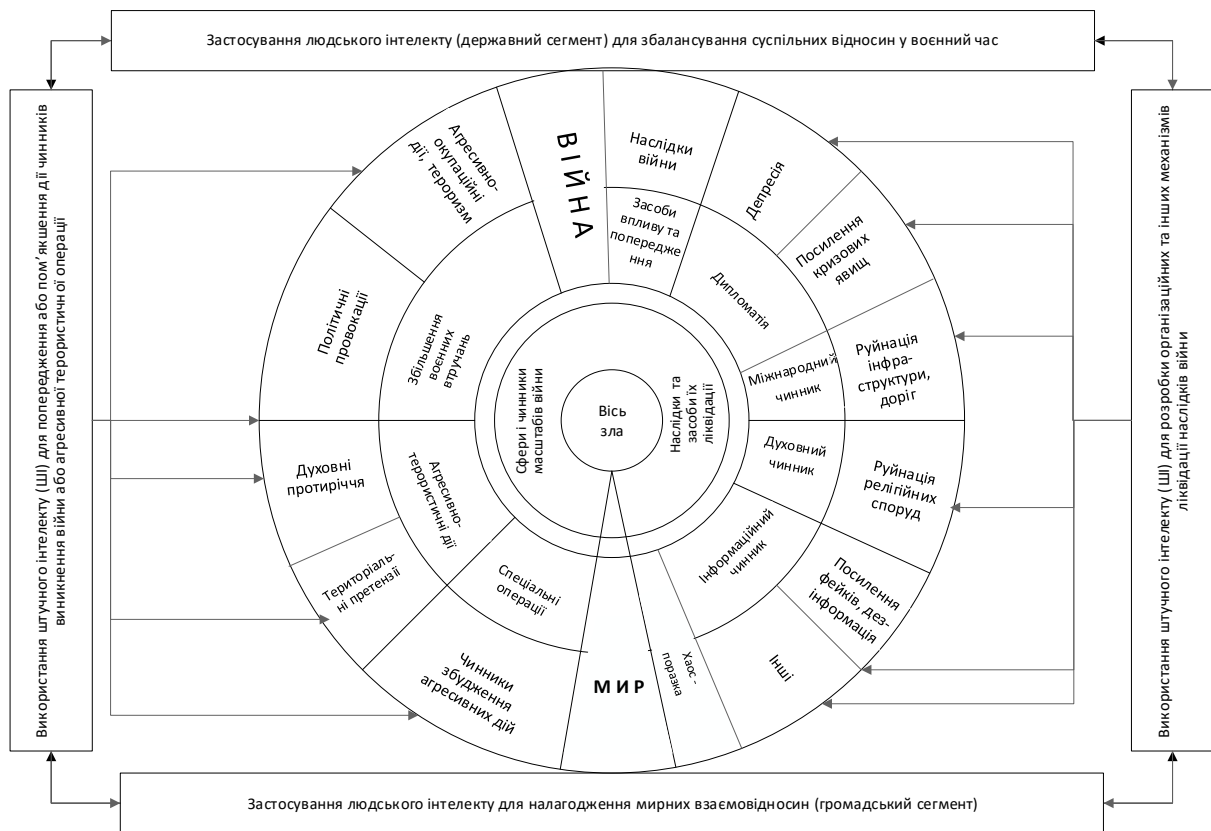 Застосування людського інтелекту (державний сегмент) для збалансування суспільних відносин у воєнний час
Використання штучного інтелекту (ШІ) для попередження або пом’якшення дії чинників
виникнення війни або агресивної терористичної операції
ВІЙНА
Наслідки
війни
Засоби
впливу та
попередже
ння
Депресія
Посилення
кризових
явищ
Дипломатія
Міжнародний
чинник
Руйнація
інфра-
структури,
доріг
Духовний
чинник
Руйнація
релігійних
споруд
Інформаційний
чинник
Посилення
фейків, дез-
інформація
Інші
Хаос -
поразка
МИР
Чинники
збудження
агресивних дій
Спеціальні
операції
Територіаль-
ні претензії
Агресивно-
терористичні дії
Духовні
протиріччя
Політичні
провокації
Збільшення
воєнних
втручань
Агресивно-
окупаційні
дії, тероризм
Сфери і чинники
масштабів війни
Вісь
зла
Наслідки та
засоби їх
ліквідації
Використання штучного інтелекту (ШІ) для розробки організаційних та інших механізмів
ліквідації наслідків війни
Застосування людського інтелекту для налагодження мирних взаємовідносин (громадський сегмент)